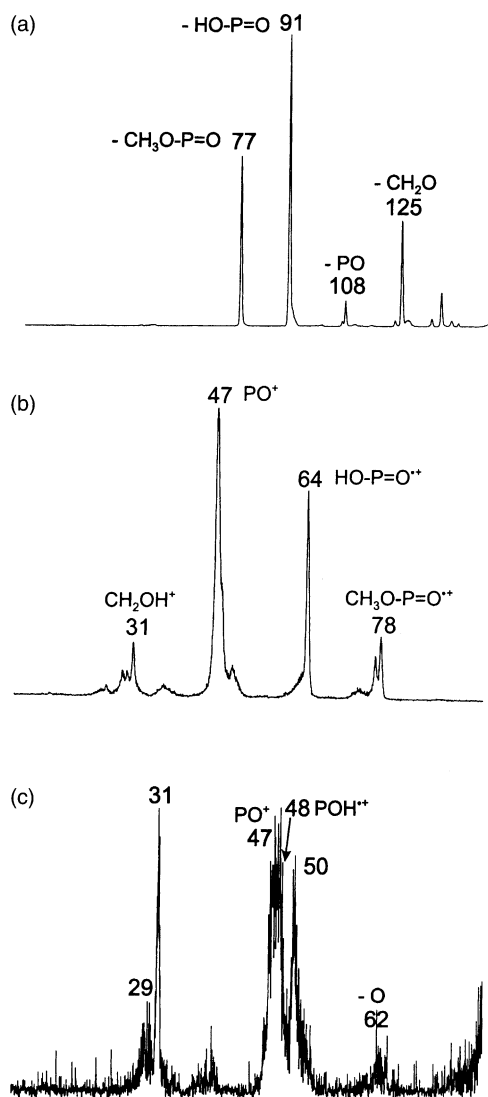 (a)
- HO-P=O 91
- CH₃O-P=O 77
- CH₂O
125
- PO
108
(b)
47 PO⁺
64 HO-P=O•⁺
CH₂OH⁺
31
CH₃O-P=O•⁺
78
(c)
31
PO⁺
47
48 POH•⁺
50
29
- O
62